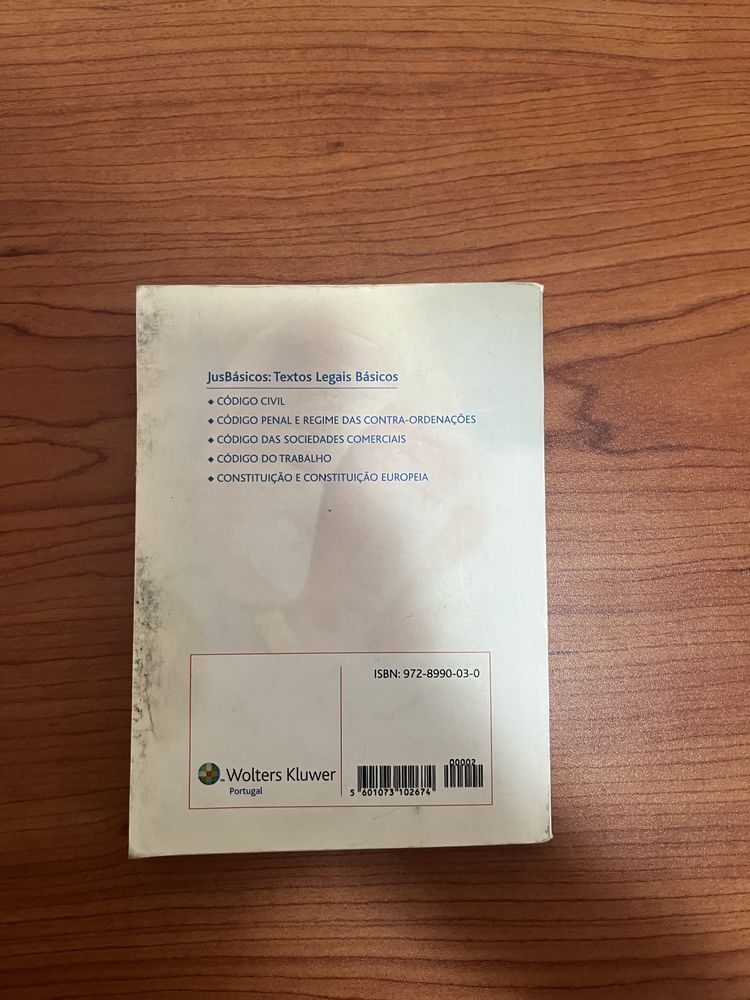 JusBásicos: Textos Legais Básicos
◆ CÓDIGO CIVIL
◆ CÓDIGO PENAL E REGIME DAS CONTRA-ORDENAÇÕES
◆ CÓDIGO DAS SOCIEDADES COMERCIAIS
◆ CÓDIGO DO TRABALHO
◆ CONSTITUIÇÃO E CONSTITUIÇÃO EUROPEIA
ISBN: 972-8990-03-0
Wolters Kluwer
Portugal
00002
5 601073 102674